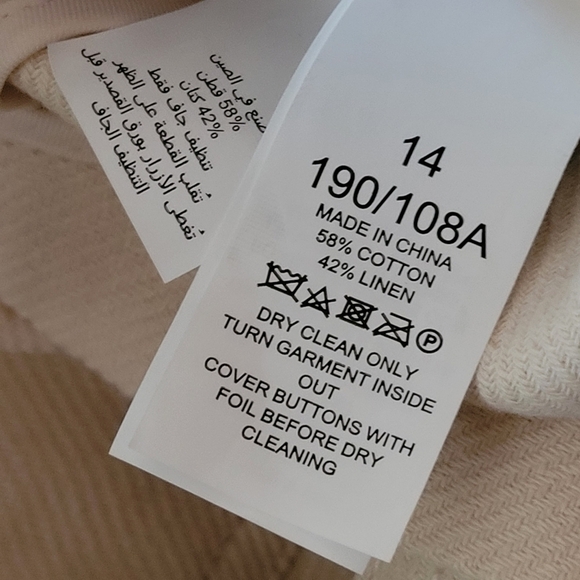 صنع في الصين
58% قطن
42% كتان
تنظيف جاف فقط
تقلب القطعة على الظهر
تغطى الأزرار بورق القصدير قبل
التنظيف الجاف
14
190/108A
MADE IN CHINA
58% COTTON
42% LINEN
P
DRY CLEAN ONLY
TURN GARMENT INSIDE
OUT
COVER BUTTONS WITH
FOIL BEFORE DRY
CLEANING